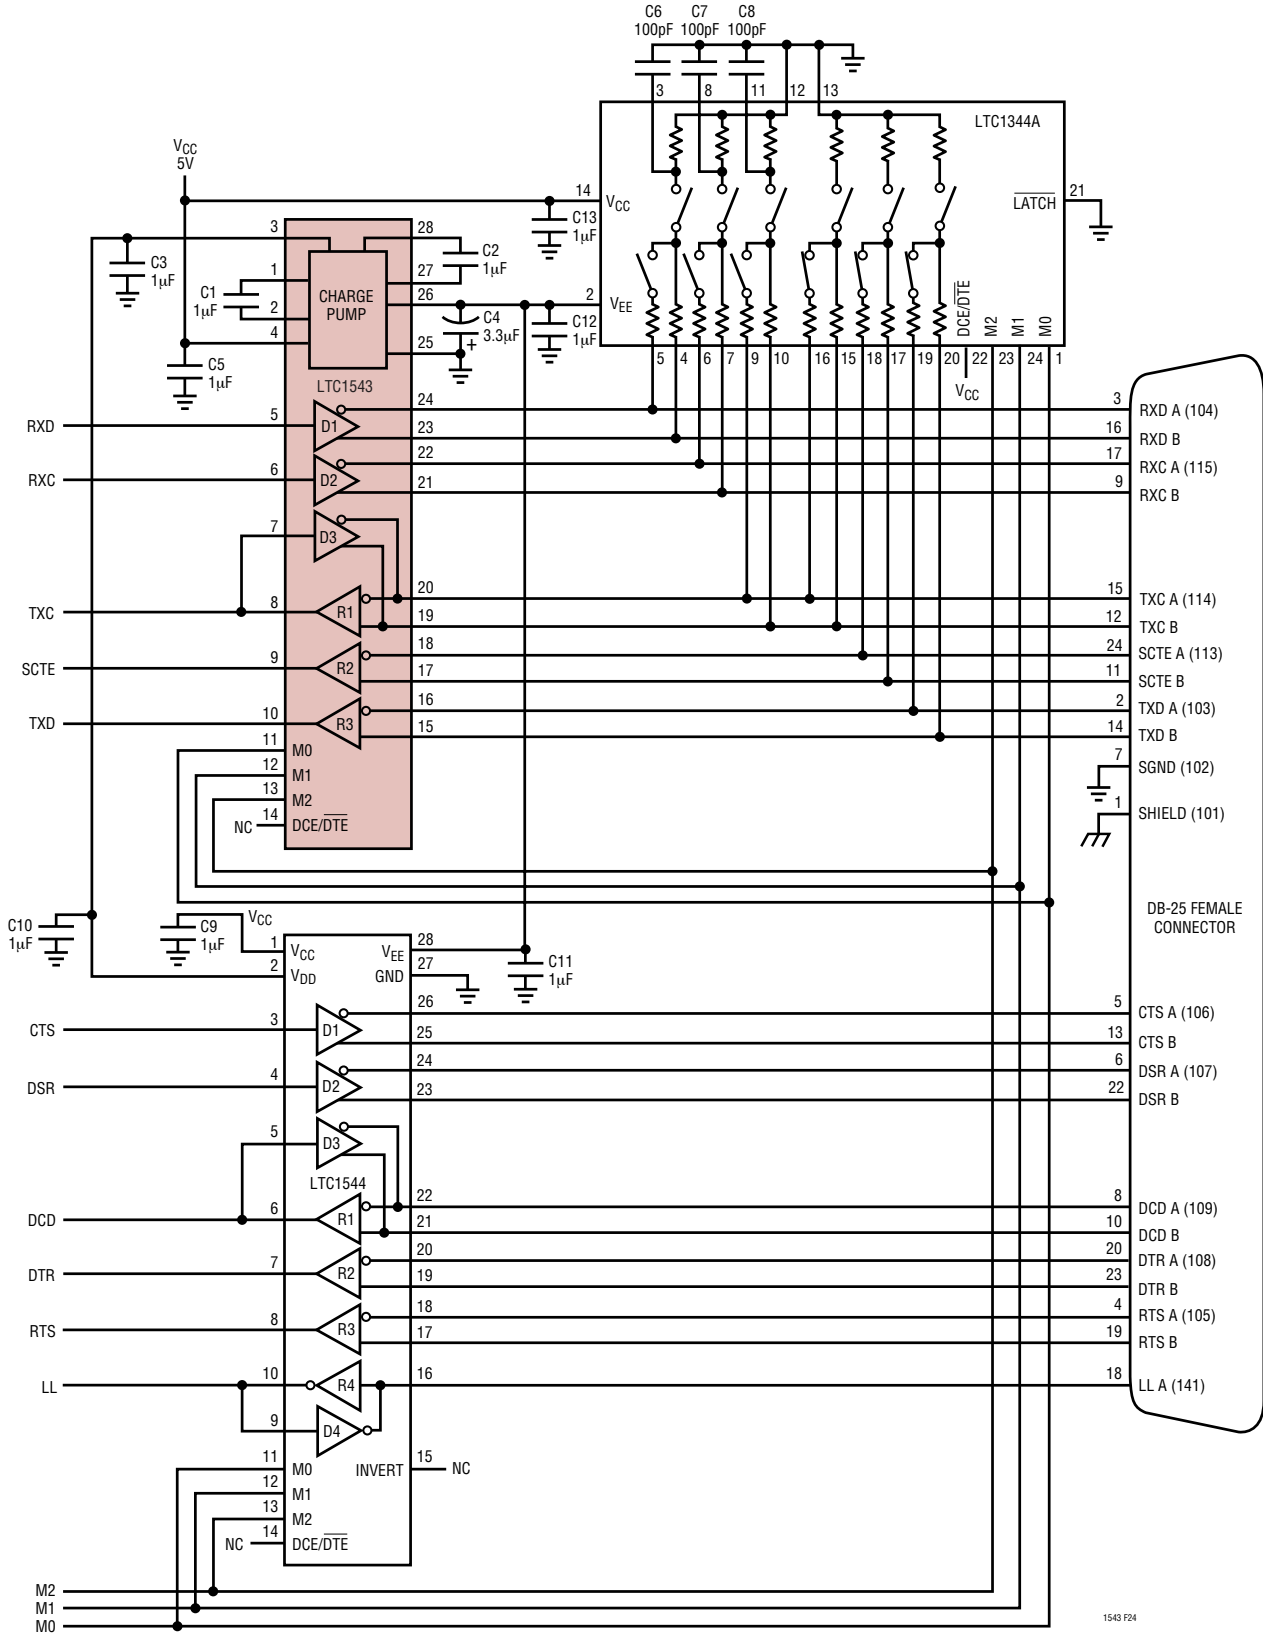 C6 C7 C8
100pF 100pF 100pF
3 8 11 12 13
LTC1344A
VCC
5V
14 VCC
C13
1µF
LATCH 21
3 28
C3
1µF
C2
1µF
1 27
C1
1µF
CHARGE
PUMP
2 26
2 VEE
C4
3.3µF
+
C12
1µF
DCE/DTE M2 M1 M0
4 25
C5
1µF
LTC1543
5 4 6 7 9 10 16 15 18 17 19 20 22 23 24 1
VCC
RXD 5 D1 24 3 RXD A (104)
23 16 RXD B
RXC 6 D2 22 17 RXC A (115)
21 9 RXC B
7 D3
TXC 8 R1 20 15 TXC A (114)
19 12 TXC B
SCTE 9 R2 18 24 SCTE A (113)
17 11 SCTE B
TXD 10 R3 16 2 TXD A (103)
15 14 TXD B
11 M0
7 SGND (102)
12 M1
13 M2
1 SHIELD (101)
NC 14 DCE/DTE
DB-25 FEMALE
CONNECTOR
C10
1µF
C9
1µF
VCC
1 VCC VEE 28
2 VDD GND 27
C11
1µF
CTS 3 D1 26 5 CTS A (106)
25 13 CTS B
DSR 4 D2 24 6 DSR A (107)
23 22 DSR B
5 D3
LTC1544
DCD 6 R1 22 8 DCD A (109)
21 10 DCD B
DTR 7 R2 20 20 DTR A (108)
19 23 DTR B
RTS 8 R3 18 4 RTS A (105)
17 19 RTS B
LL 10 R4 16 18 LL A (141)
9 D4
11 M0 INVERT 15 NC
12 M1
13 M2
NC 14 DCE/DTE
M2
M1
M0
1543 F24